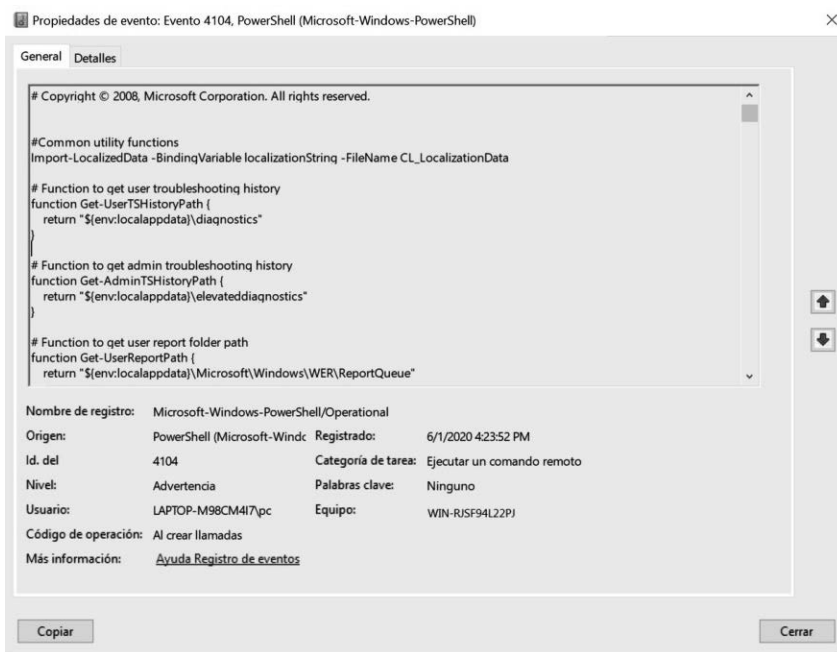 Propiedades de evento: Evento 4104, PowerShell (Microsoft-Windows-PowerShell)
General Detalles
# Copyright © 2008, Microsoft Corporation. All rights reserved.
#Common utility functions
Import-LocalizedData -BindingVariable localizationString -FileName CL_LocalizationData
# Function to get user troubleshooting history
function Get-UserTSHistoryPath {
return "${env:localappdata}\diagnostics"
}
# Function to get admin troubleshooting history
function Get-AdminTSHistoryPath {
return "${env:localappdata}\elevateddiagnostics"
}
# Function to get user report folder path
function Get-UserReportPath {
return "${env:localappdata}\Microsoft\Windows\WER\ReportQueue"
Nombre de registro: Microsoft-Windows-PowerShell/Operational
Origen: PowerShell (Microsoft-Windc Registrado: 6/1/2020 4:23:52 PM
Id. del 4104 Categoría de tarea: Ejecutar un comando remoto
Nivel: Advertencia Palabras clave: Ninguno
Usuario: LAPTOP-M98CM4I7\pc Equipo: WIN-RJSF94L22PJ
Código de operación: Al crear llamadas
Más información: Ayuda Registro de eventos
Copiar Cerrar